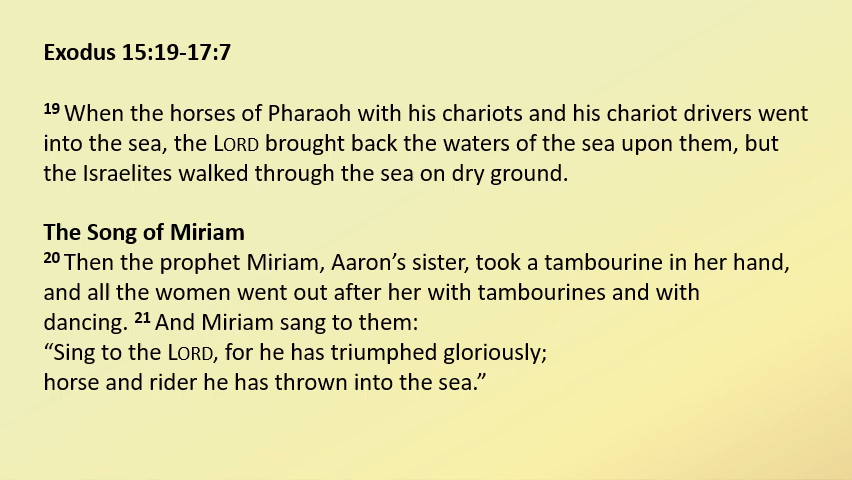 Exodus 15:19-17:7
19 When the horses of Pharaoh with his chariots and his chariot drivers went
into the sea, the LORD brought back the waters of the sea upon them, but
the Israelites walked through the sea on dry ground.
The Song of Miriam
20 Then the prophet Miriam, Aaron’s sister, took a tambourine in her hand,
and all the women went out after her with tambourines and with
dancing. 21 And Miriam sang to them:
“Sing to the LORD, for he has triumphed gloriously;
horse and rider he has thrown into the sea.”